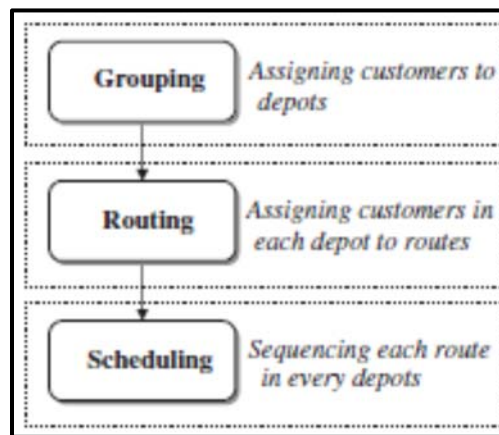 Grouping
Assigning customers to
depots
Routing
Assigning customers in
each depot to routes
Scheduling
Sequencing each route
in every depots